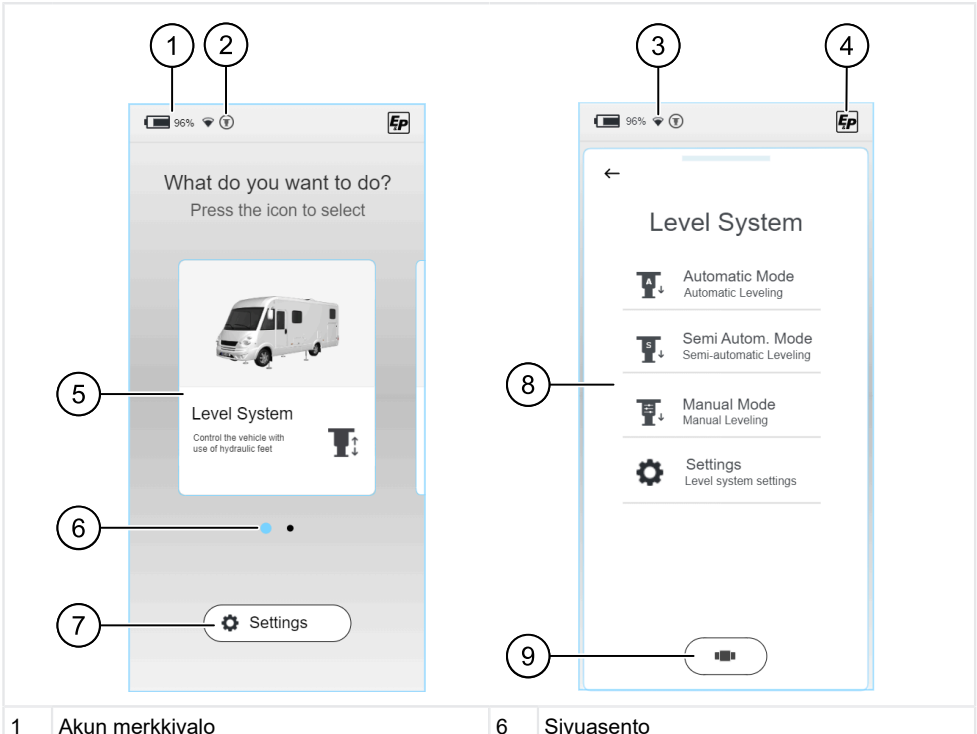 1
2
3
4
96%
E&P
What do you want to do?
Press the icon to select
Level System
Control the vehicle with
use of hydraulic feet
5
6
7
Settings
96%
E&P
Level System
A
Automatic Mode
Automatic Leveling
S
Semi Autom. Mode
Semi-automatic Leveling
Manual Mode
Manual Leveling
Settings
Level system settings
8
9
1 Akun merkkivalo
6 Sivuasento